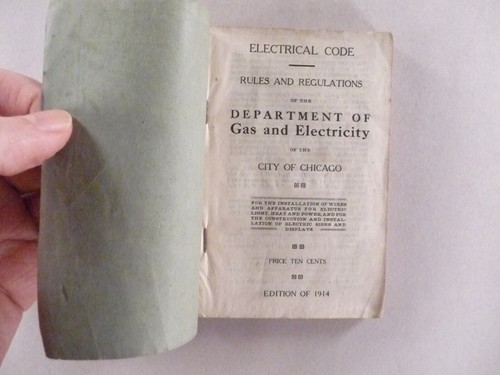 ELECTRICAL CODE
RULES AND REGULATIONS
OF THE
DEPARTMENT OF
Gas and Electricity
OF THE
CITY OF CHICAGO
FOR THE INSTALLATION OF WIRES
AND APPARATUS FOR ELECTRIC
LIGHT, HEAT AND POWER, AND FOR
THE CONSTRUCTION AND INSTAL-
LATION OF ELECTRIC SIGNS AND
DISPLAYS
PRICE TEN CENTS
EDITION OF 1914